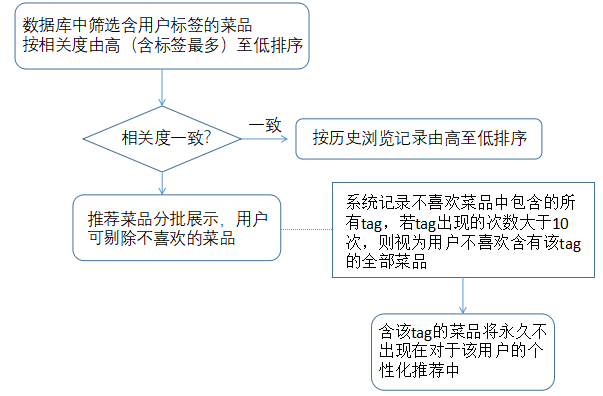 数据库中筛选含用户标签的菜品
按相关度由高（含标签最多）至低排序
相关度一致？
一致
按历史浏览记录由高至低排序
推荐菜品分批展示，用户
可剔除不喜欢的菜品
系统记录不喜欢菜品中包含的所
有tag，若tag出现的次数大于10
次，则视为用户不喜欢含有该tag
的全部菜品
含该tag的菜品将永久不
出现在对于该用户的个
性化推荐中